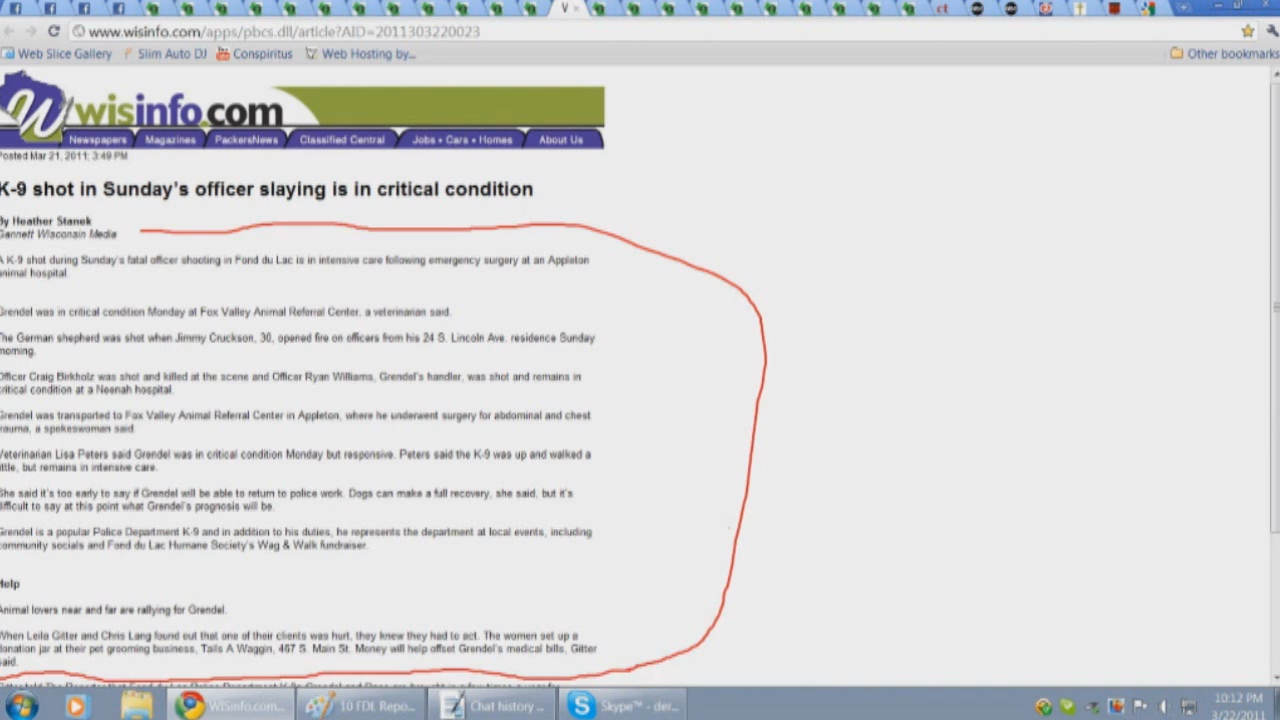 www.wisinfo.com/apps/pbcs.dll/article?AID=2011303220023
Web Slice Gallery Slim Auto DJ Conspiritus Web Hosting by... Other bookmarks
W wisinfo.com
Newspapers Magazines PackersNews Classified Central Jobs • Cars • Homes About Us
Posted Mar 21, 2011; 3:49 PM
K-9 shot in Sunday's officer slaying is in critical condition
By Heather Stanek
Gannett Wisconsin Media
A K-9 shot during Sunday's fatal officer shooting in Fond du Lac is in intensive care following emergency surgery at an Appleton
animal hospital.
Grendel was in critical condition Monday at Fox Valley Animal Referral Center, a veterinarian said.
The German shepherd was shot when Jimmy Cruckson, 30, opened fire on officers from his 24 S. Lincoln Ave. residence Sunday
morning.
Officer Craig Birkholz was shot and killed at the scene and Officer Ryan Williams, Grendel's handler, was shot and remains in
critical condition at a Neenah hospital.
Grendel was transported to Fox Valley Animal Referral Center in Appleton, where he underwent surgery for abdominal and chest
trauma, a spokeswoman said.
Veterinarian Lisa Peters said Grendel was in critical condition Monday but responsive. Peters said the K-9 was up and walked a
little, but remains in intensive care.
She said it's too early to say if Grendel will be able to return to police work. Dogs can make a full recovery, she said, but it's
difficult to say at this point what Grendel's prognosis will be.
Grendel is a popular Police Department K-9 and in addition to his duties, he represents the department at local events, including
community socials and Fond du Lac Humane Society's Wag & Walk fundraiser.
Help
Animal lovers near and far are rallying for Grendel.
When Leila Gitter and Chris Lang found out that one of their clients was hurt, they knew they had to act. The women set up a
donation jar at their pet grooming business, Tails A Waggin, 467 S. Main St. Money will help offset Grendel's medical bills, Gitter
said.
WISinfo.com... 10 FDL Repo... Chat history ... Skype™ - der... 10:12 PM
3/22/2011